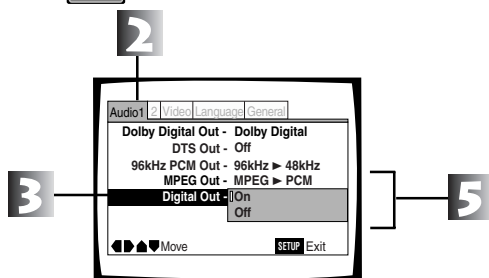 2
Audio1 2 Video Language General
Dolby Digital Out - Dolby Digital
DTS Out - Off
96kHz PCM Out - 96kHz ► 48kHz
MPEG Out - MPEG ► PCM
3
Digital Out - On
Off
5
Move SETUP Exit